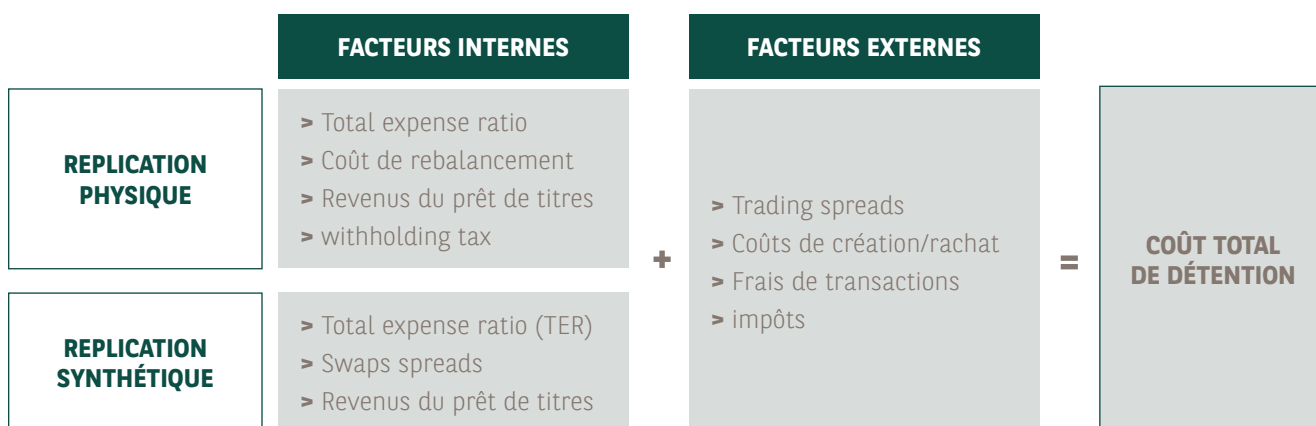 FACTEURS INTERNES
FACTEURS EXTERNES
REPLICATION
PHYSIQUE
> Total expense ratio
> Coût de rebalancement
> Revenus du prêt de titres
> withholding tax
REPLICATION
SYNTHÉTIQUE
> Total expense ratio (TER)
> Swaps spreads
> Revenus du prêt de titres
+
> Trading spreads
> Coûts de création/rachat
> Frais de transactions
> impôts
=
COÛT TOTAL
DE DÉTENTION